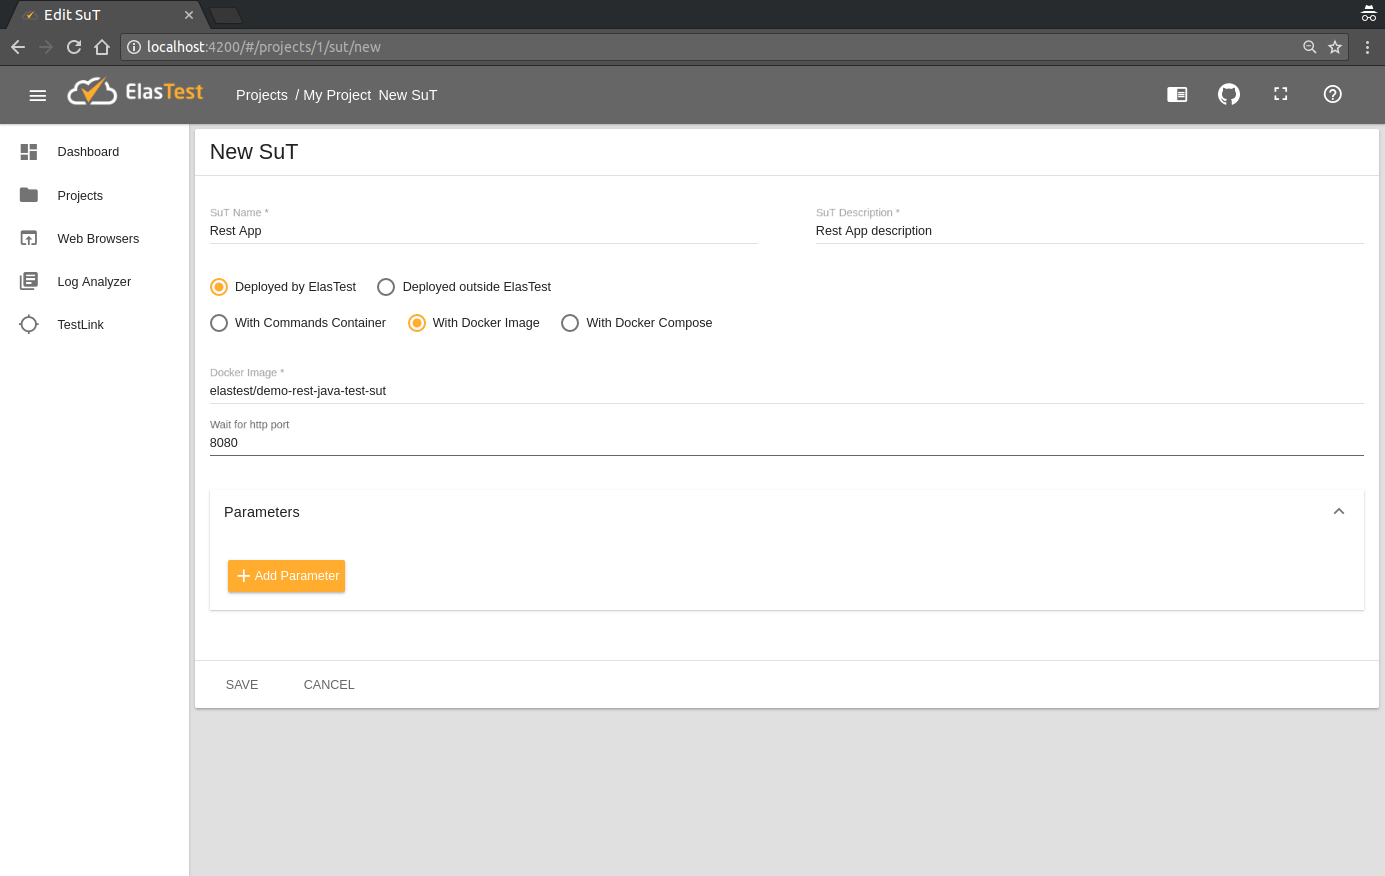 Edit SuT
localhost:4200/#/projects/1/sut/new
ElasTest
Projects / My Project New SuT
Dashboard
Projects
Web Browsers
Log Analyzer
TestLink
New SuT
SuT Name *
SuT Description *
Rest App
Rest App description
Deployed by ElasTest
Deployed outside ElasTest
With Commands Container
With Docker Image
With Docker Compose
Docker Image *
elastest/demo-rest-java-test-sut
Wait for http port
8080
Parameters
Add Parameter
SAVE
CANCEL